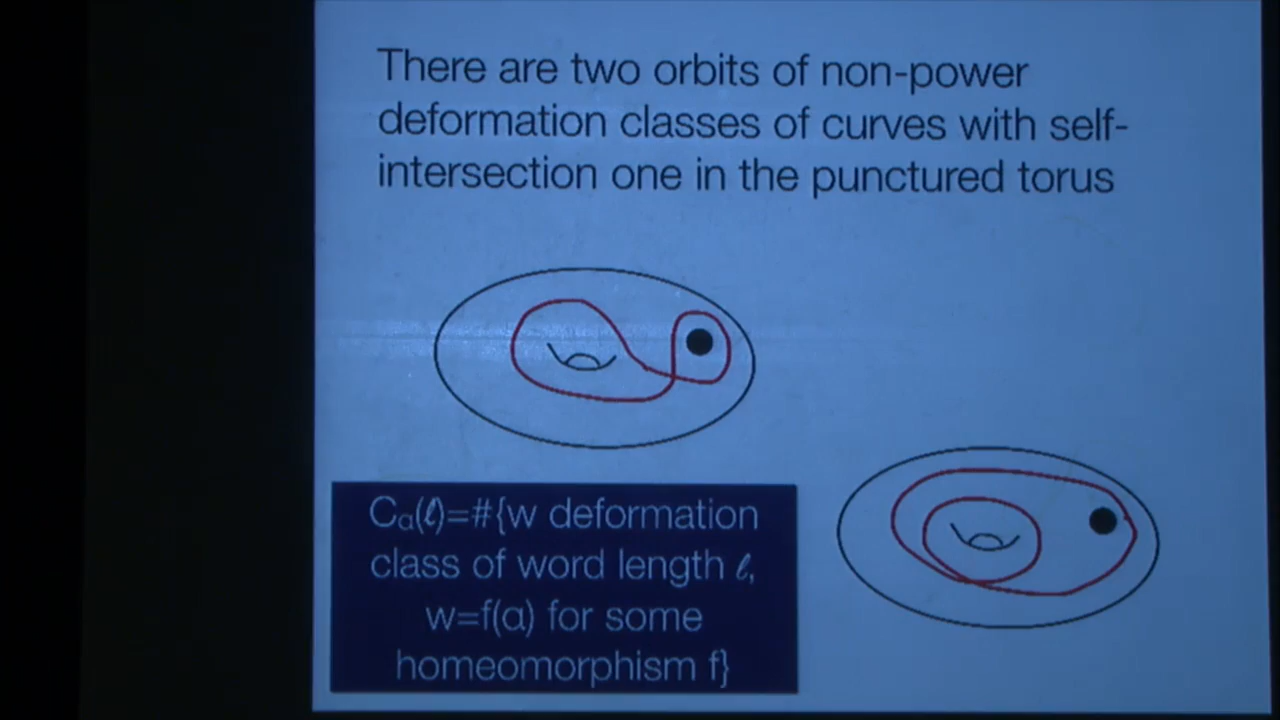 There are two orbits of non-power
deformation classes of curves with self-
intersection one in the punctured torus
Cₐ(ℓ)=#{w deformation
class of word length ℓ,
w=f(α) for some
homeomorphism f}